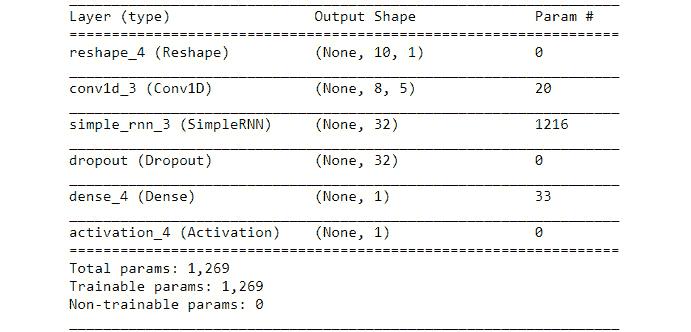 Layer (type) Output Shape Param #
reshape_4 (Reshape) (None, 10, 1) 0
conv1d_3 (Conv1D) (None, 8, 5) 20
simple_rnn_3 (SimpleRNN) (None, 32) 1216
dropout (Dropout) (None, 32) 0
dense_4 (Dense) (None, 1) 33
activation_4 (Activation) (None, 1) 0
Total params: 1,269
Trainable params: 1,269
Non-trainable params: 0